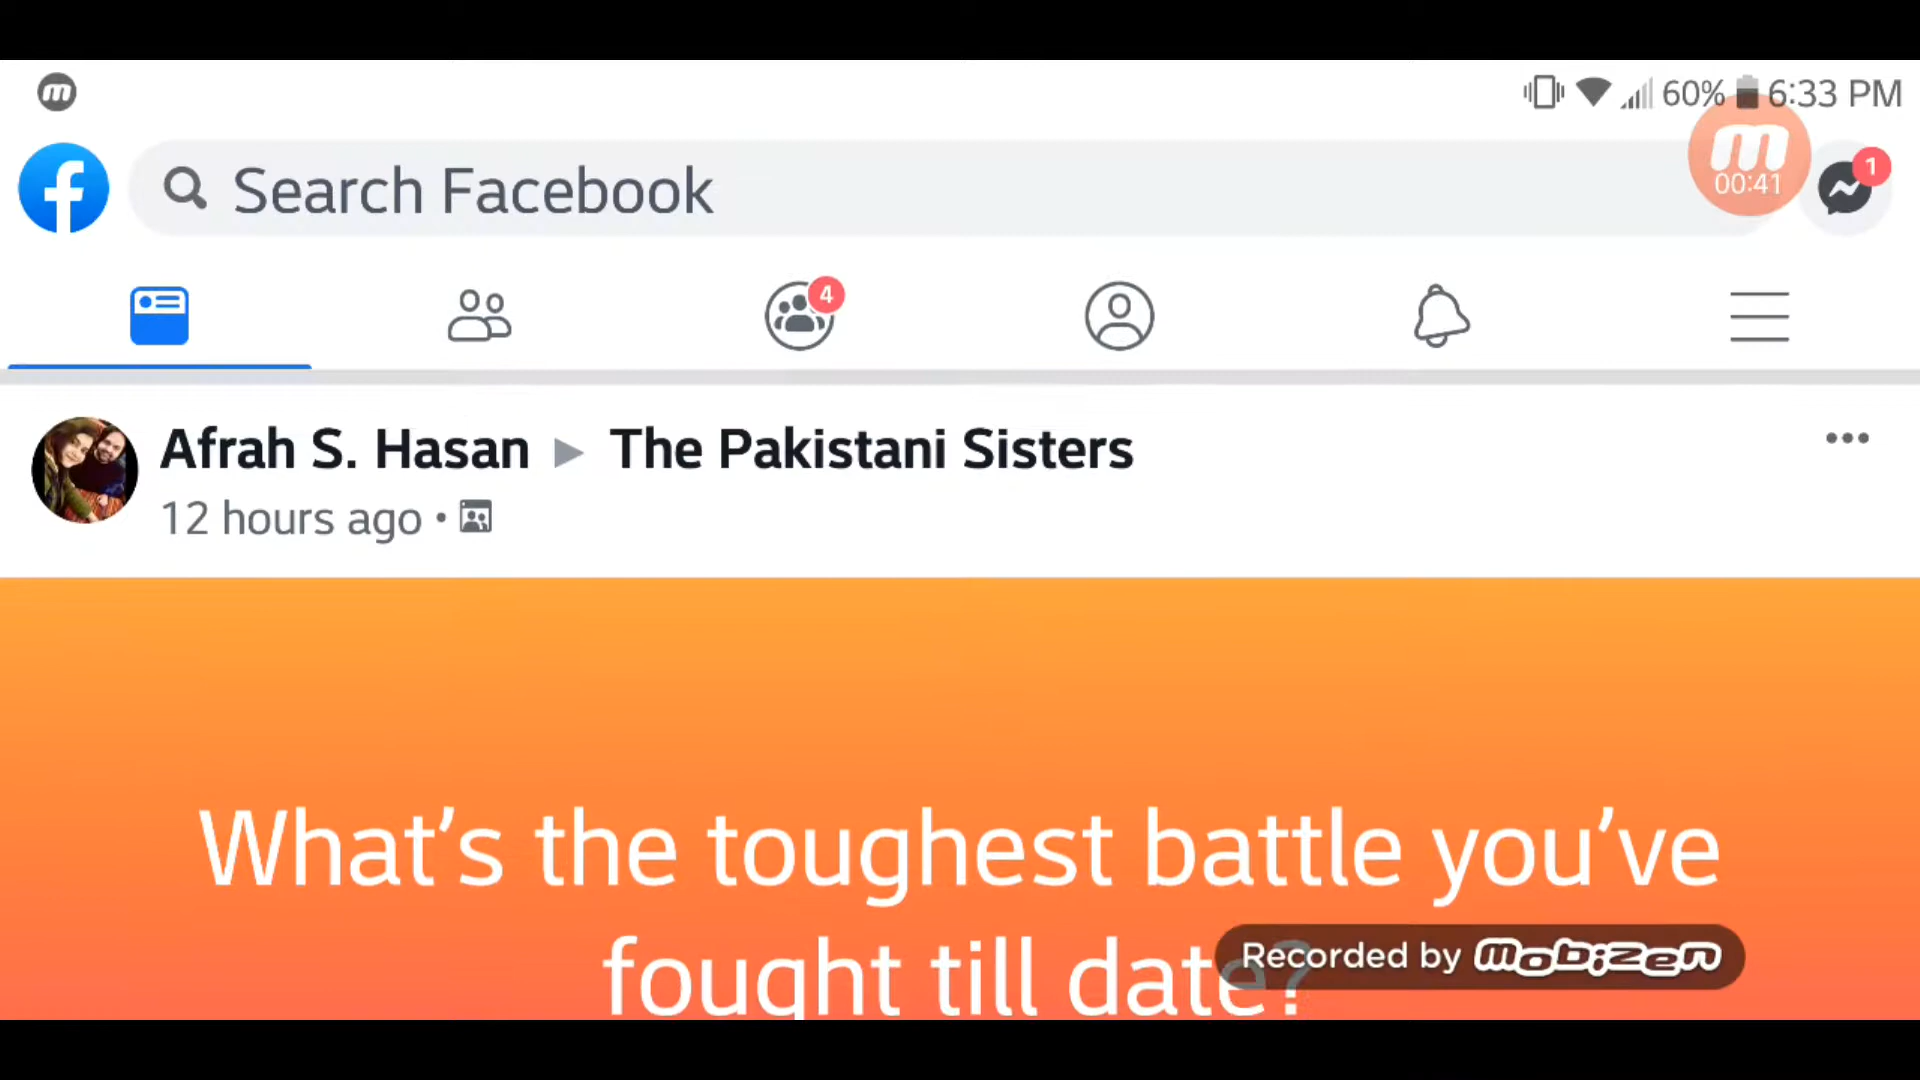 60% 6:33 PM
Search Facebook
00:41
1
4
Afrah S. Hasan ▶ The Pakistani Sisters
12 hours ago •
What's the toughest battle you've
fought till date?
Recorded by mobizen